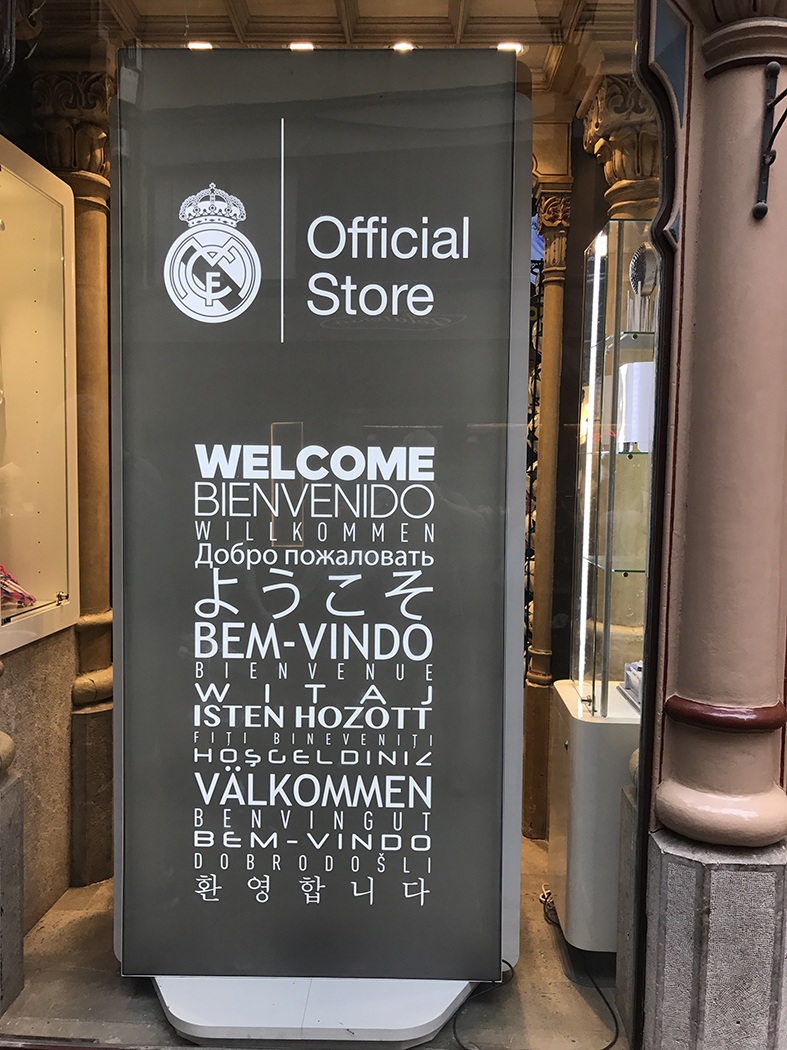 Official
Store
WELCOME
BIENVENIDO
WILLKOMMEN
Добро пожаловать
ようこそ
BEM-VINDO
BIENVENUE
WITAJ
ISTEN HOZOTT
FIȚI BINEVENIȚI
HOŞGELDINIZ
VÄLKOMMEN
BENVINGUT
BEM-VINDO
DOBRODOŠLI
환영합니다